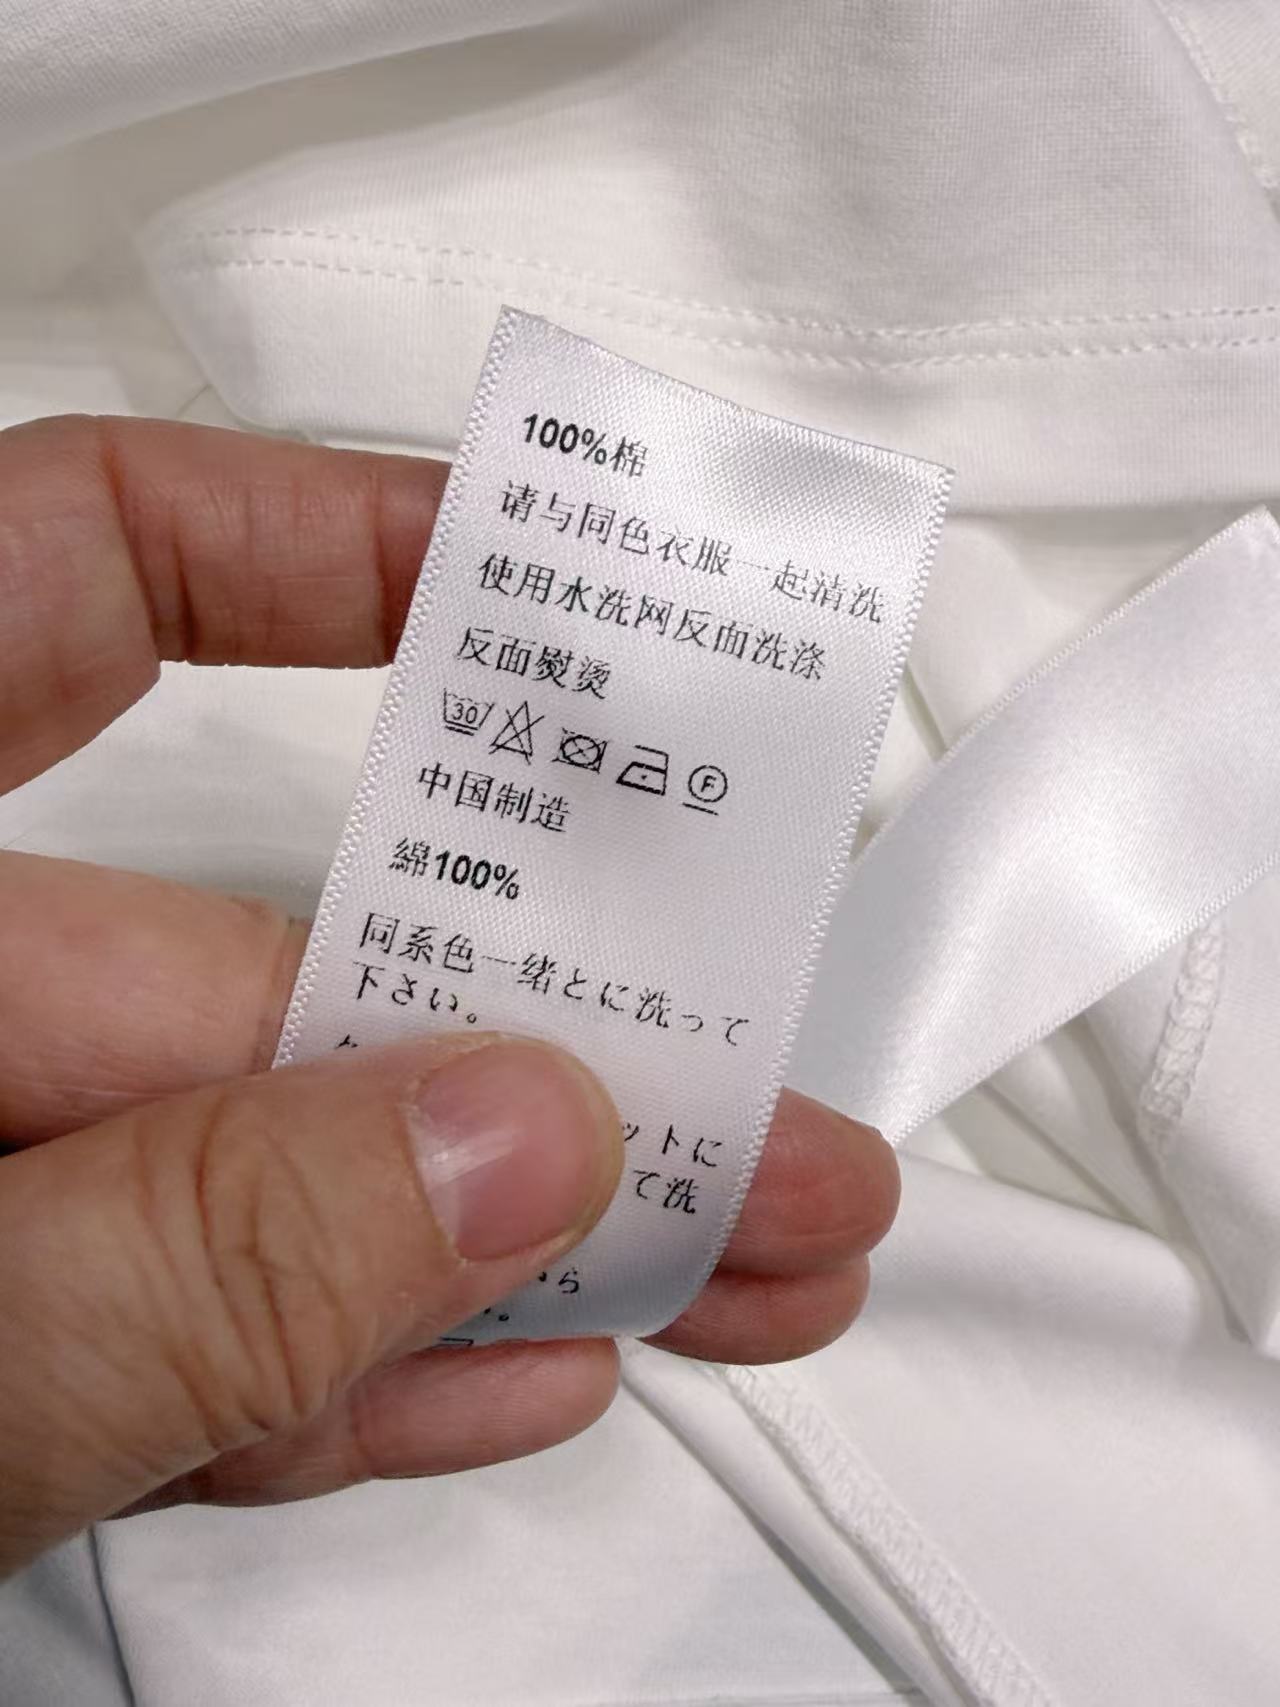 100%棉
请与同色衣服一起清洗
使用水洗网反面洗涤
反面熨烫
30 F
中国制造
綿100%
同系色一緒とに洗って
下さい。
ットに
て洗
ら